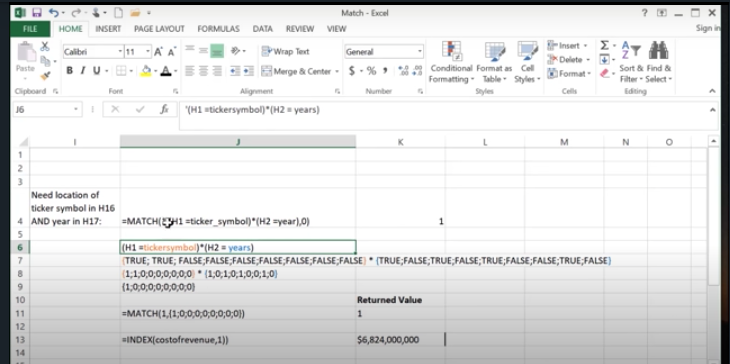 Match - Excel
FILE HOME INSERT PAGE LAYOUT FORMULAS DATA REVIEW VIEW Sign in
Calibri 11 A A Wrap Text General Insert Σ
Paste B I U A Merge & Center $ % Conditional Format as Cell Delete Sort & Find &
Formatting Table Styles Format Filter Select
Clipboard Font Alignment Number Styles Cells Editing
J6 fx '(H1 =tickersymbol)*(H2 = years)
I J K L M N O
1
2
3
Need location of
ticker symbol in H16
4 AND year in H17: =MATCH( H1 =ticker_symbol)*(H2 =year),0) 1
5
6 (H1 =tickersymbol)*(H2 = years)
7 {TRUE; TRUE; FALSE;FALSE;FALSE;FALSE;FALSE;FALSE;FALSE} * {TRUE;FALSE;TRUE;FALSE;TRUE;FALSE;FALSE;TRUE;FALSE}
8 {1;1;0;0;0;0;0;0;0} * {1;0;1;0;1;0;0;1;0}
9 {1;0;0;0;0;0;0;0;0}
10 Returned Value
11 =MATCH(1,{1;0;0;0;0;0;0;0;0}) 1
12
13 =INDEX(costofrevenue,1)) $6,824,000,000
14